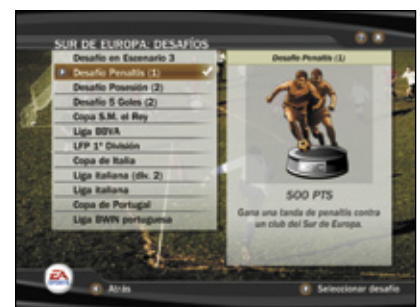 SUR DE EUROPA: DESAFÍOS
Desafío en Escenario 3
Desafío Penaltis (1)
Desafío Posesión (2)
Desafío 5 Goles (2)
Copa S.M. el Rey
Liga BBVA
LFP 1ª División
Copa de Italia
Liga italiana (div. 2)
Liga italiana
Copa de Portugal
Liga BWIN portuguesa
Desafío Penaltis (1)
500 PTS
Gana una tanda de penaltis contra
un club del Sur de Europa.
EA
SPORTS
Atrás
Seleccionar desafío